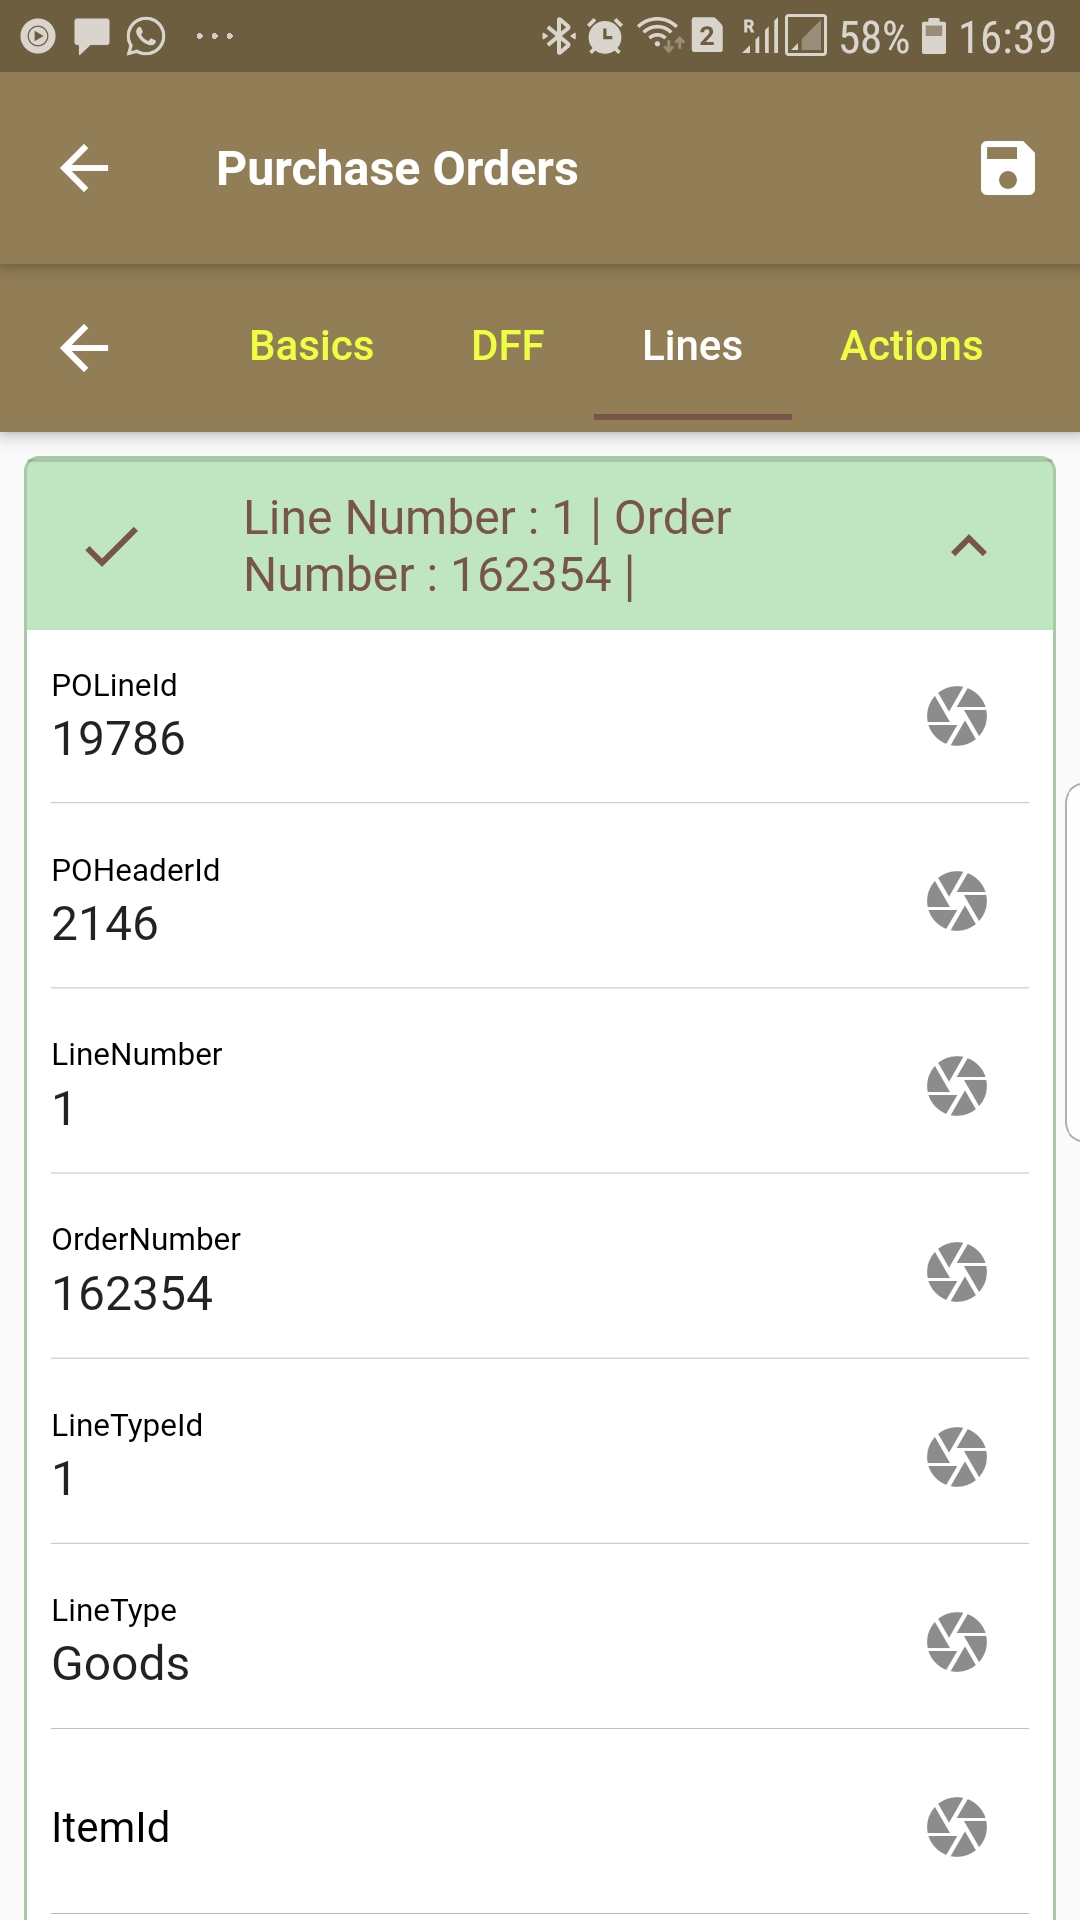 2 R 58% 16:39
Purchase Orders
Basics DFF Lines Actions
Line Number : 1 | Order
Number : 162354 |
POLineId
19786
POHeaderId
2146
LineNumber
1
OrderNumber
162354
LineTypeId
1
LineType
Goods
ItemId